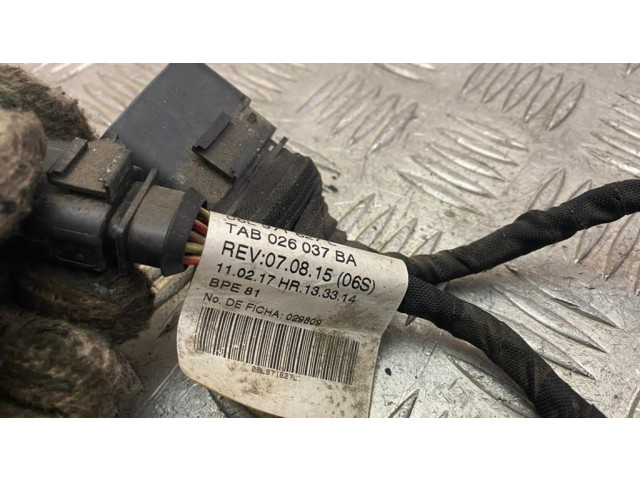 TAB 026 037 BA
REV:07.08.15 (06S)
11.02.17 HR.13.33.14
BPE 81
No. DE FICHA: 029809